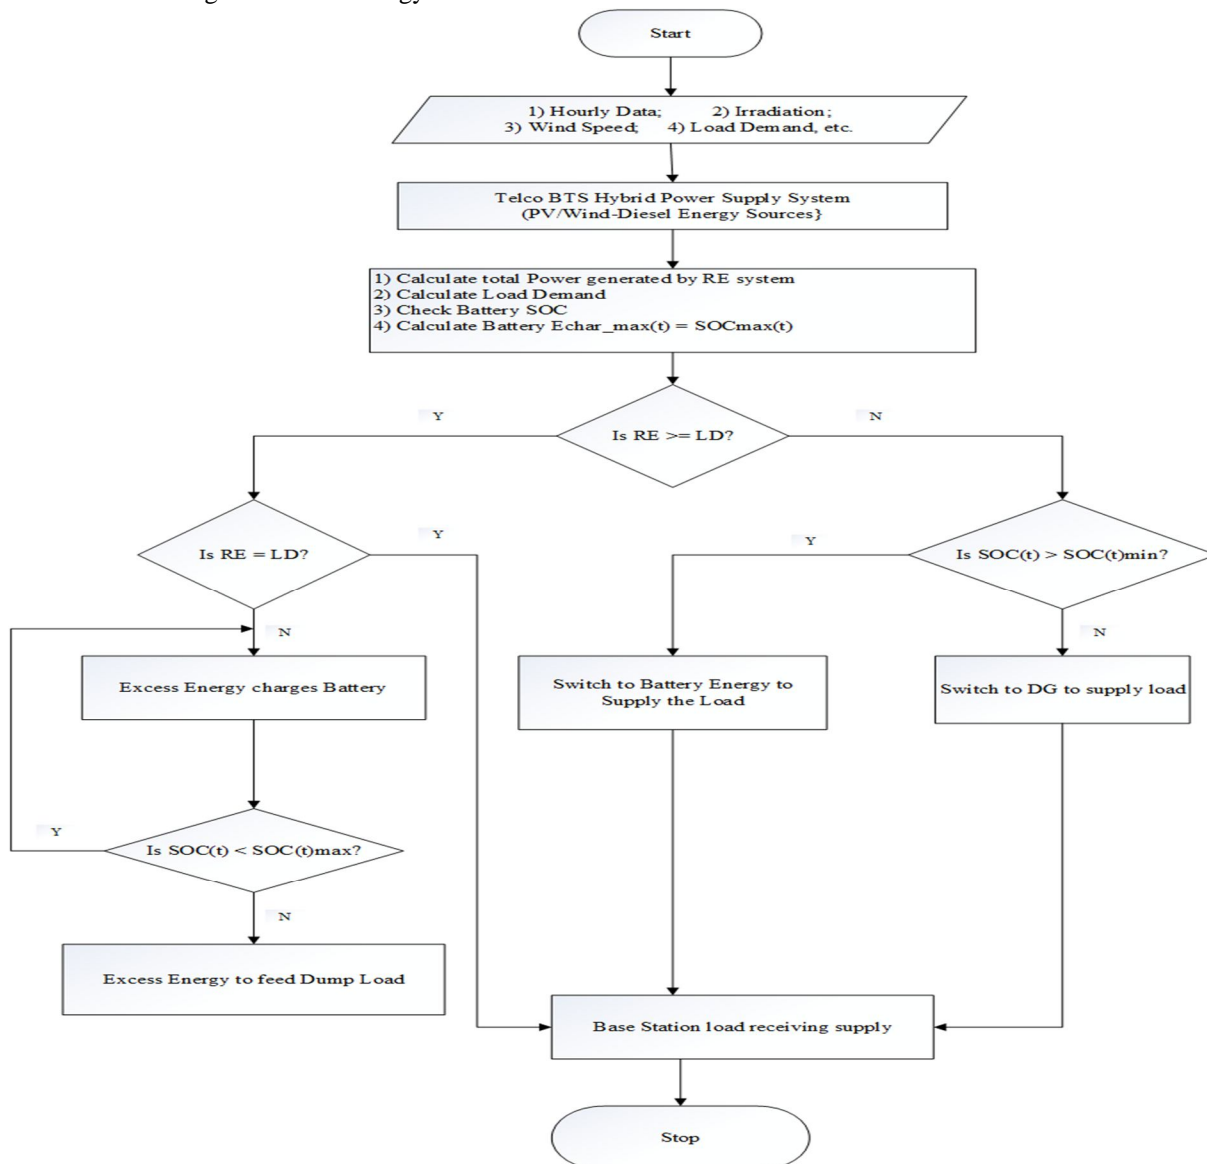 Start
1) Hourly Data; 2) Irradiation;
3) Wind Speed; 4) Load Demand, etc.
Telco BTS Hybrid Power Supply System
(PV/Wind-Diesel Energy Sources}
1) Calculate total Power generated by RE system
2) Calculate Load Demand
3) Check Battery SOC
4) Calculate Battery Echar_max(t) = SOCmax(t)
Y
N
Is RE >= LD?
Y
Y
Is RE = LD?
Is SOC(t) > SOC(t)min?
N
N
Excess Energy charges Battery
Switch to Battery Energy to
Supply the Load
Switch to DG to supply load
Y
Is SOC(t) < SOC(t)max?
N
Excess Energy to feed Dump Load
Base Station load receiving supply
Stop